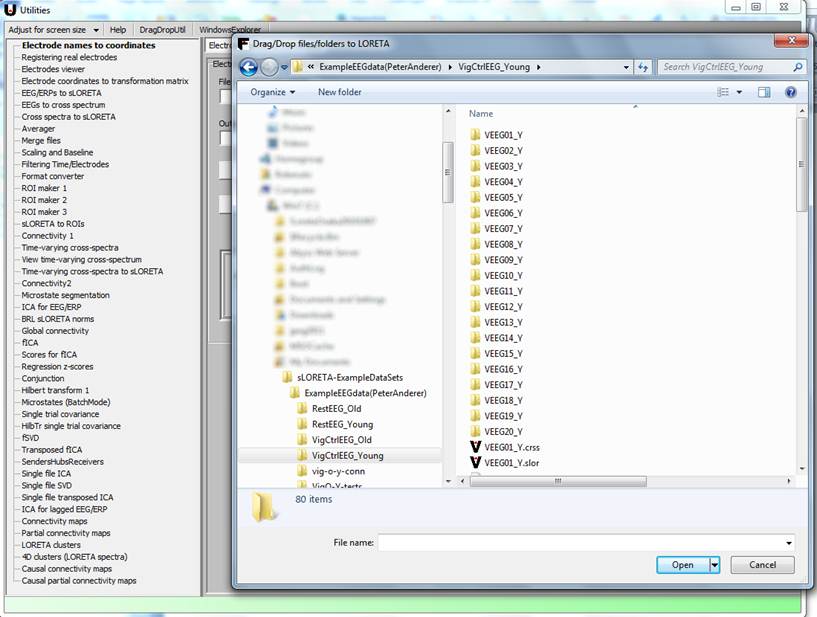 Utilities
Adjust for screen size Help DragDropUtil WindowsExplorer
Electrode names to coordinates
Registering real electrodes
Electrodes viewer
Electrode coordinates to transformation matrix
EEG/ERPs to sLORETA
EEGs to cross spectrum
Cross spectra to sLORETA
Averager
Merge files
Scaling and Baseline
Filtering Time/Electrodes
Format converter
ROI maker 1
ROI maker 2
ROI maker 3
sLORETA to ROIs
Connectivity 1
Time-varying cross-spectra
View time-varying cross-spectrum
Time-varying cross-spectra to sLORETA
Connectivity2
Microstate segmentation
ICA for EEG/ERP
BRL sLORETA norms
Global connectivity
fICA
Scores for fICA
Regression z-scores
Conjunction
Hilbert transform 1
Microstates (BatchMode)
Single trial covariance
HilbTr single trial covariance
fSVD
Transposed fICA
SendersHubsReceivers
Single file ICA
Single file SVD
Single file transposed ICA
ICA for lagged EEG/ERP
Connectivity maps
Partial connectivity maps
LORETA clusters
4D clusters (LORETA spectra)
Causal connectivity maps
Causal partial connectivity maps
Drag/Drop files/folders to LORETA
« ExampleEEGdata(PeterAnderer) VigCtrlEEG_Young Search VigCtrlEEG_Young
Organize New folder
sLORETA-ExampleDataSets
ExampleEEGdata(PeterAnderer)
RestEEG_Old
RestEEG_Young
VigCtrlEEG_Old
VigCtrlEEG_Young
vig-o-y-conn
VigO-Y-tests
Name
VEEG01_Y
VEEG02_Y
VEEG03_Y
VEEG04_Y
VEEG05_Y
VEEG06_Y
VEEG07_Y
VEEG08_Y
VEEG09_Y
VEEG10_Y
VEEG11_Y
VEEG12_Y
VEEG13_Y
VEEG14_Y
VEEG15_Y
VEEG16_Y
VEEG17_Y
VEEG18_Y
VEEG19_Y
VEEG20_Y
VEEG01_Y.crss
VEEG01_Y.slor
80 items
File name:
Open Cancel